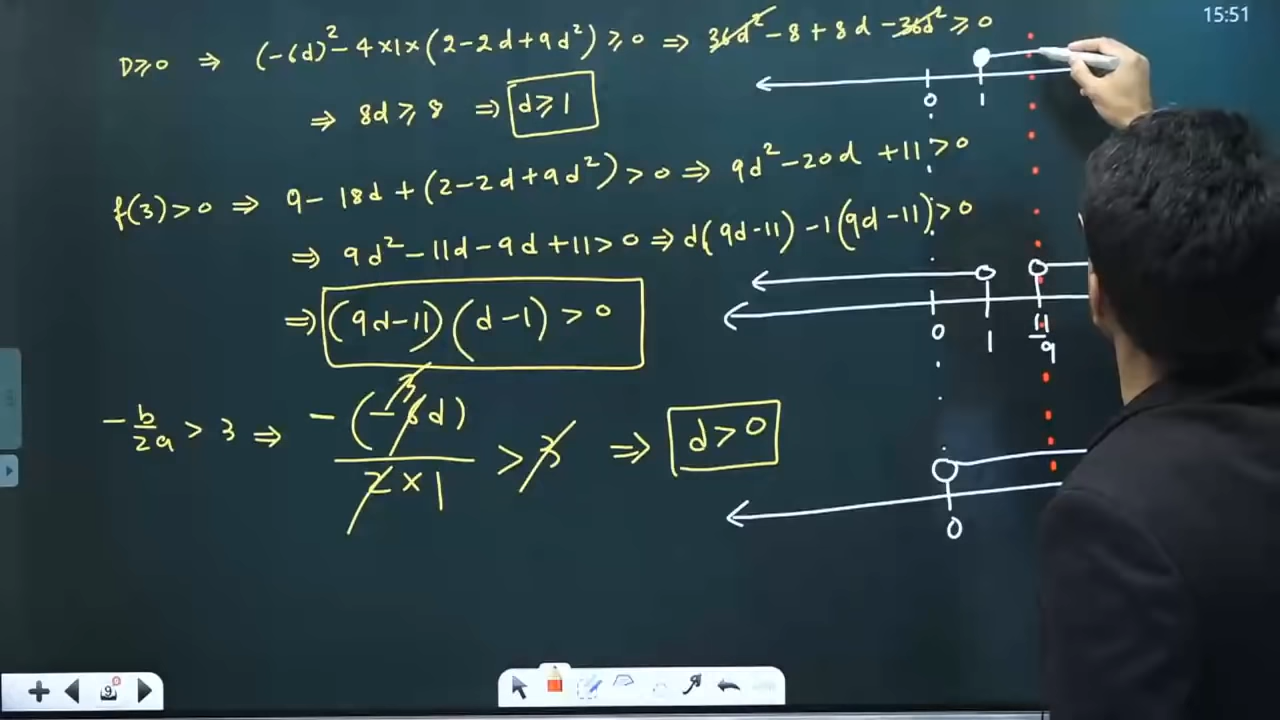 15:51
D≥0 ⇒ (-6d)² - 4×1×(2-2d+9d²) ≥ 0 ⇒ 36d² - 8 + 8d - 36d² ≥ 0
⇒ 8d ≥ 8 ⇒ d ≥ 1
0 1
f(3) > 0 ⇒ 9 - 18d + (2-2d+9d²) > 0 ⇒ 9d² - 20d + 11 > 0
⇒ 9d² - 11d - 9d + 11 > 0 ⇒ d(9d-11) - 1(9d-11) > 0
⇒ (9d-11)(d-1) > 0
0 1 11/9
-b/2a > 3 ⇒ -(-6d)/2×1 > 3 ⇒ d > 0
3
0
9